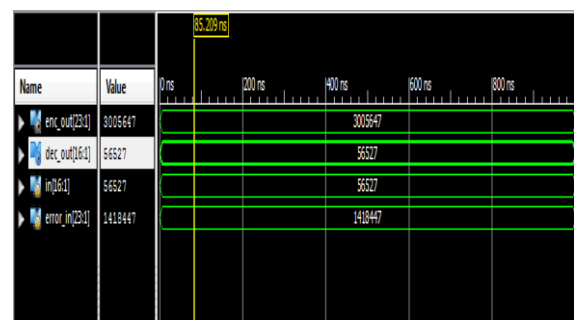 85.209 ns
Name Value 0 ns 200 ns 400 ns 600 ns 800 ns
enc_out[23:1] 3005647 3005647
dec_out[16:1] 56527 56527
in[16:1] 56527 56527
error_in[23:1] 1418447 1418447